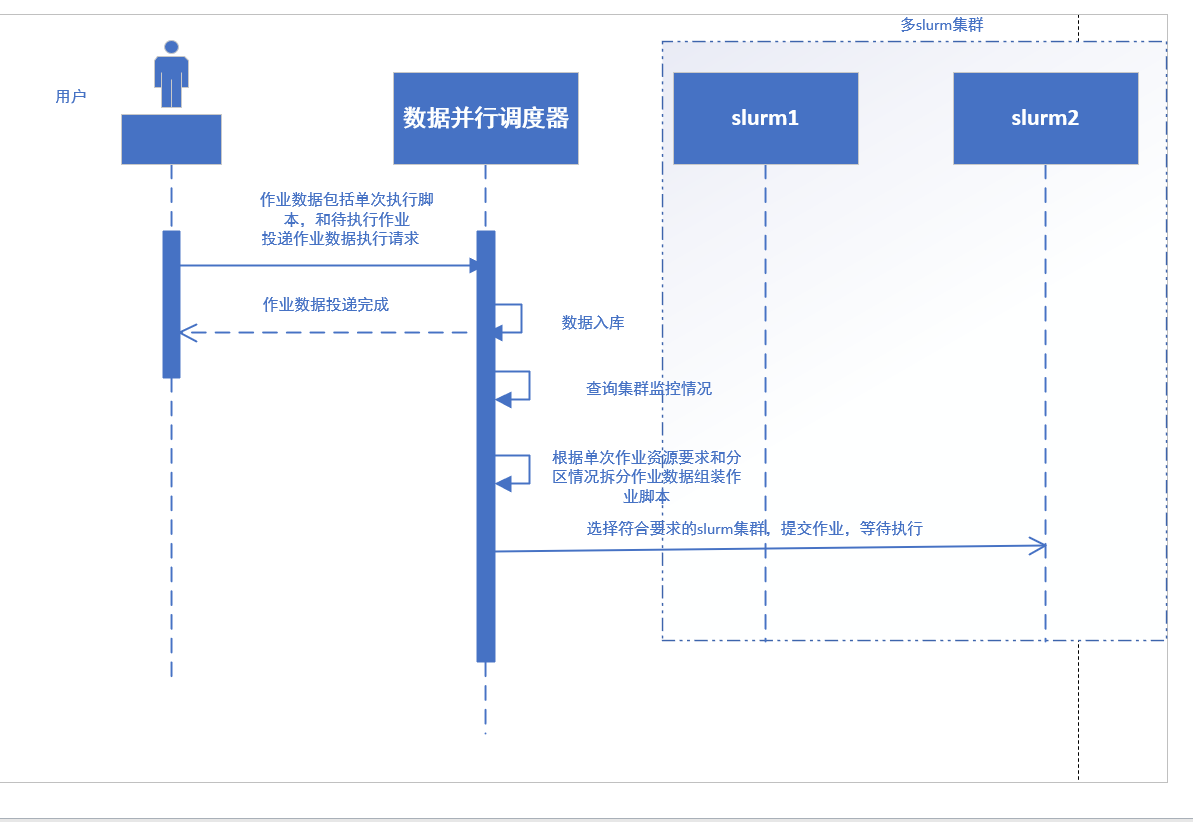 多slurm集群
用户
数据并行调度器
slurm1
slurm2
作业数据包括单次执行脚
本，和待执行作业
投递作业数据执行请求
作业数据投递完成
数据入库
查询集群监控情况
根据单次作业资源要求和分
区情况拆分作业数据组装作
业脚本
选择符合要求的slurm集群，提交作业，等待执行